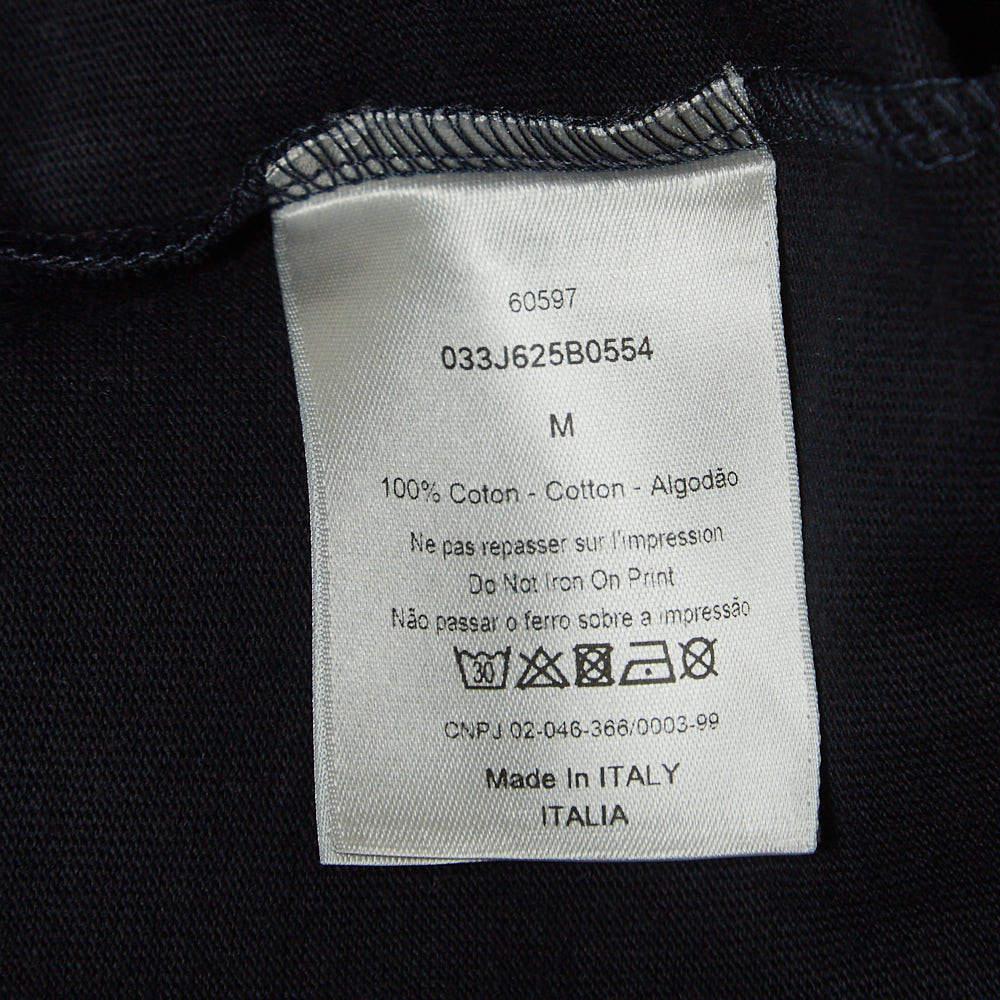 60597
033J625B0554
M
100% Coton - Cotton - Algodão
Ne pas repasser sur l'impression
Do Not Iron On Print
Não passar o ferro sobre a impressão
30
CNPJ 02-046-366/0003-99
Made In ITALY
ITALIA